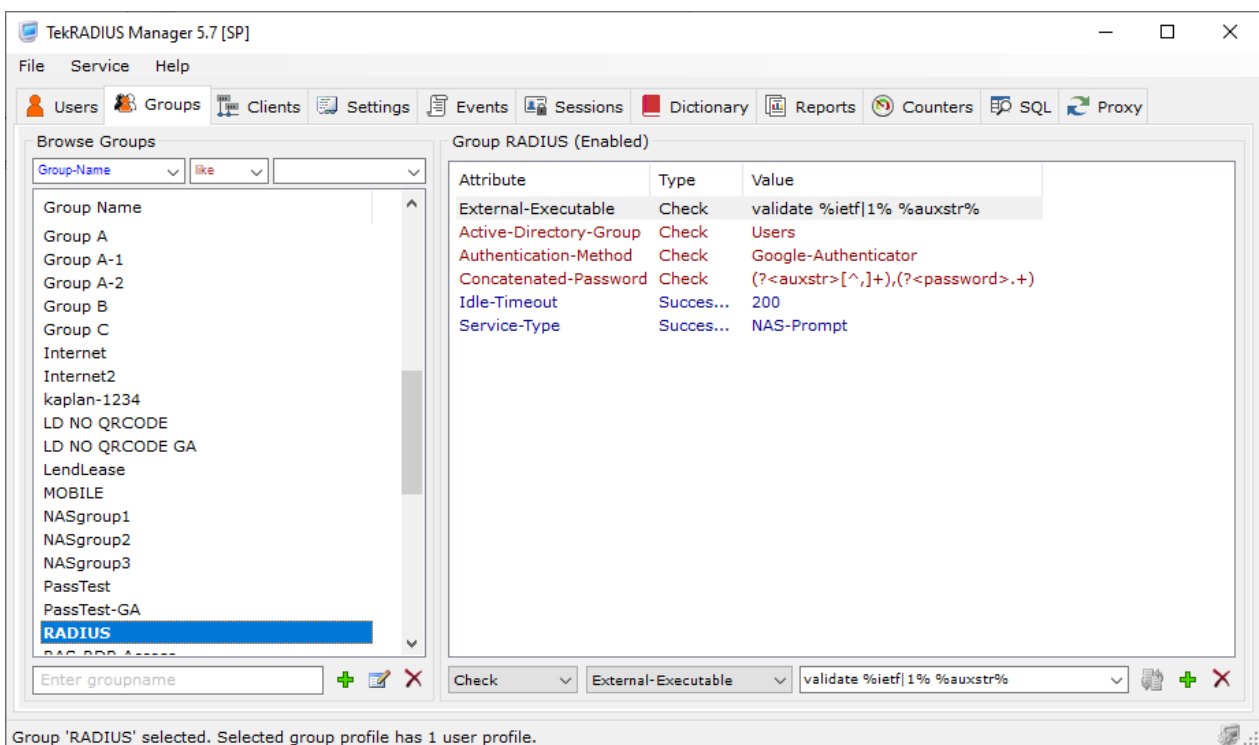 TekRADIUS Manager 5.7 [SP]
File Service Help
Users Groups Clients Settings Events Sessions Dictionary Reports Counters SQL Proxy
Browse Groups
Group-Name like
Group Name
Group A
Group A-1
Group A-2
Group B
Group C
Internet
Internet2
kaplan-1234
LD NO QRCODE
LD NO QRCODE GA
LendLease
MOBILE
NASgroup1
NASgroup2
NASgroup3
PassTest
PassTest-GA
RADIUS
Enter groupname
Group RADIUS (Enabled)
Attribute Type Value
External-Executable Check validate %ietf|1% %auxstr%
Active-Directory-Group Check Users
Authentication-Method Check Google-Authenticator
Concatenated-Password Check (?<auxstr>[^,]+),(?<password>.+)
Idle-Timeout Succes... 200
Service-Type Succes... NAS-Prompt
Check External-Executable validate %ietf|1% %auxstr%
Group 'RADIUS' selected. Selected group profile has 1 user profile.